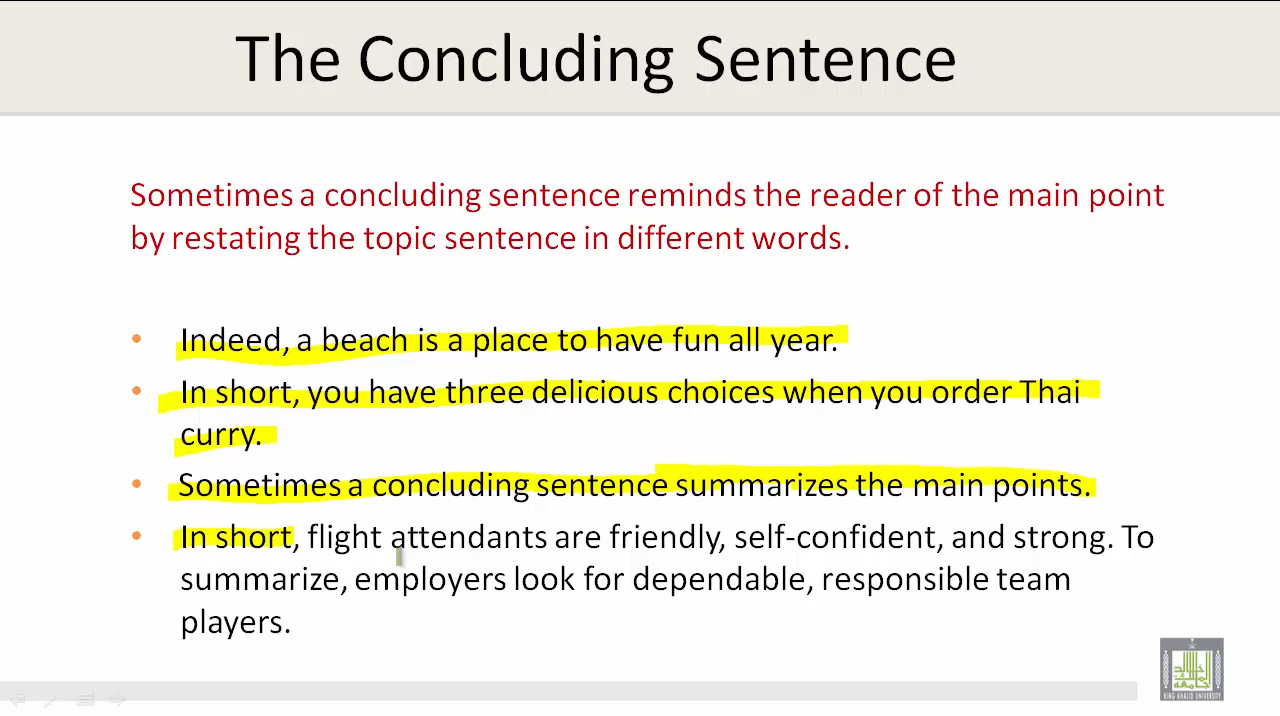 The Concluding Sentence
Sometimes a concluding sentence reminds the reader of the main point
by restating the topic sentence in different words.
• Indeed, a beach is a place to have fun all year.
• In short, you have three delicious choices when you order Thai
curry.
• Sometimes a concluding sentence summarizes the main points.
• In short, flight attendants are friendly, self-confident, and strong. To
summarize, employers look for dependable, responsible team
players.
KING KHALID UNIVERSITY